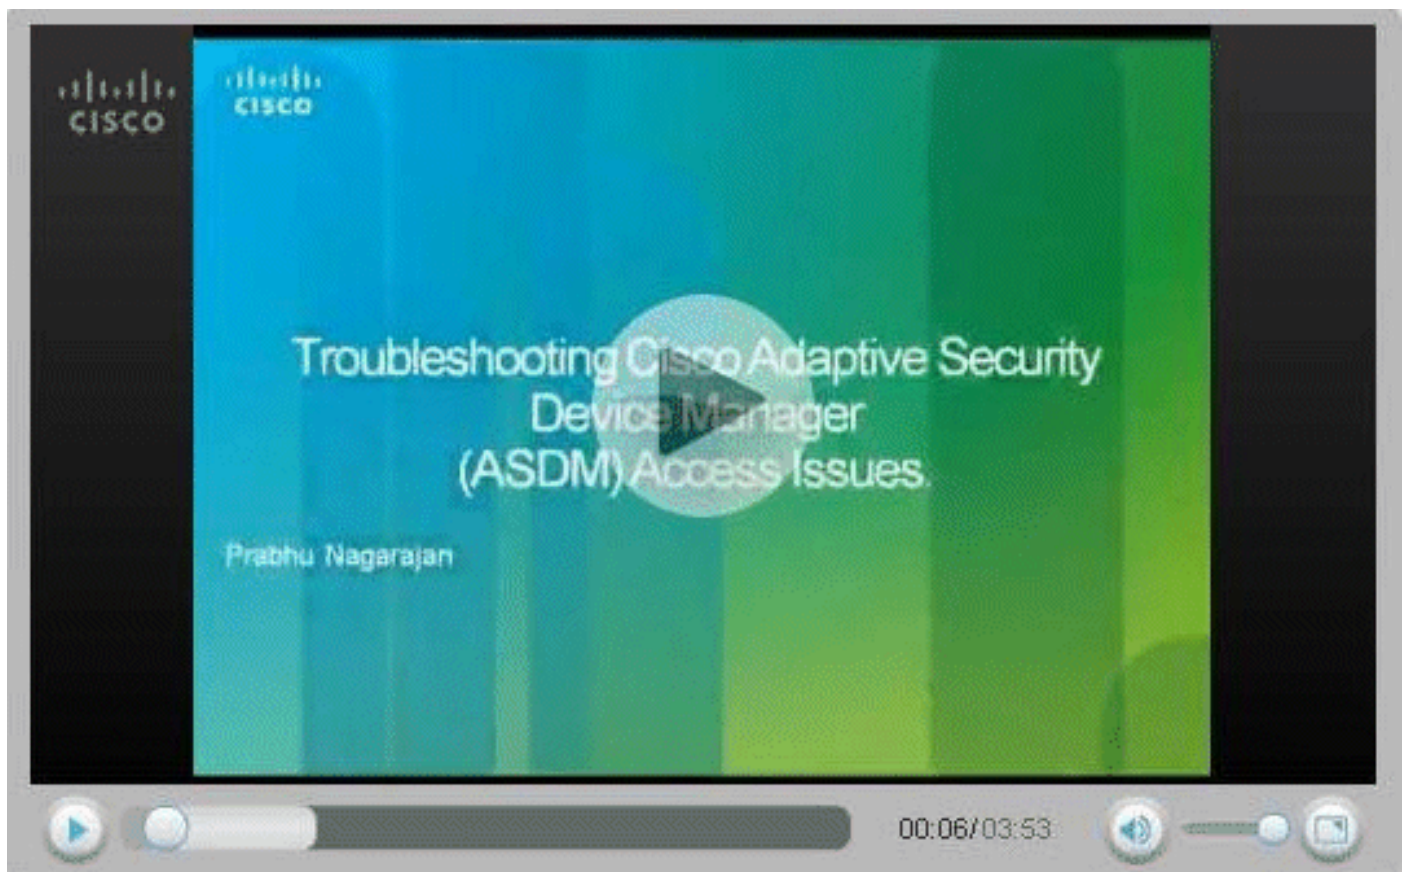 CISCO
CISCO
Troubleshooting Cisco Adaptive Security
Device Manager
(ASDM) Access Issues.
Prabhu Nagarajan
00:06/03:53